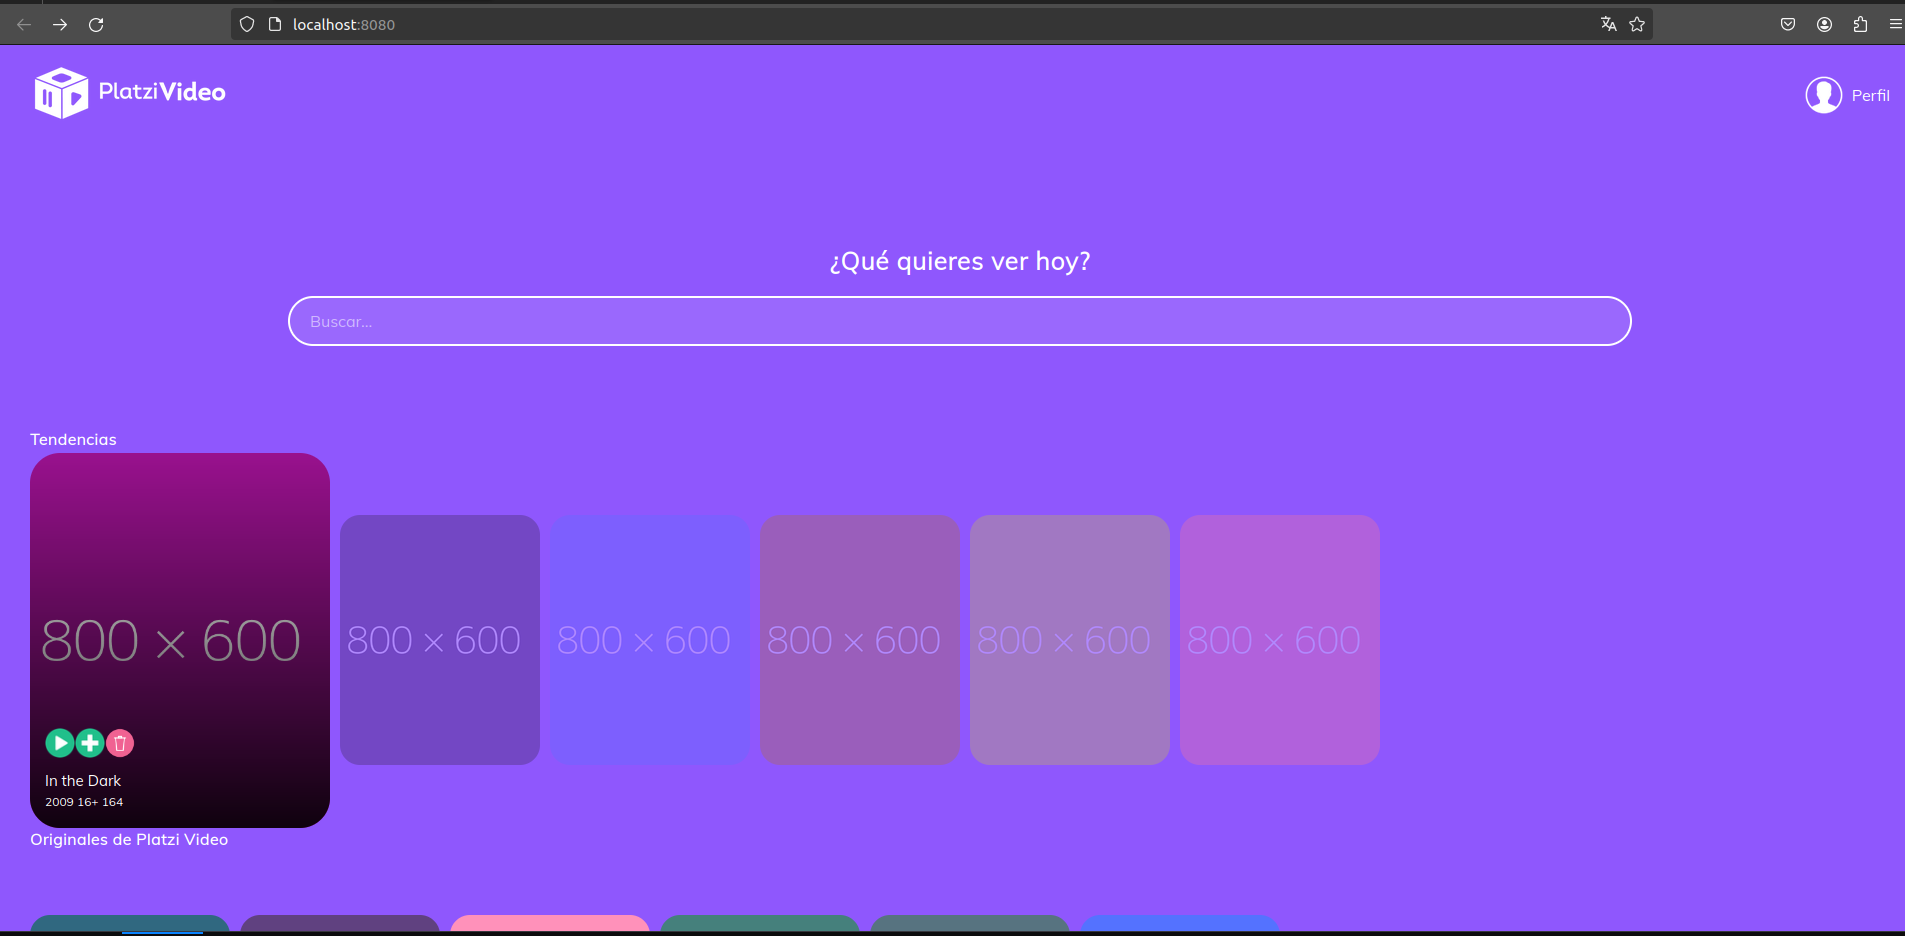 localhost:8080
PlatziVideo
Perfil
¿Qué quieres ver hoy?
Buscar...
Tendencias
800 × 600
800 × 600
800 × 600
800 × 600
800 × 600
800 × 600
In the Dark
2009 16+ 164
Originales de Platzi Video